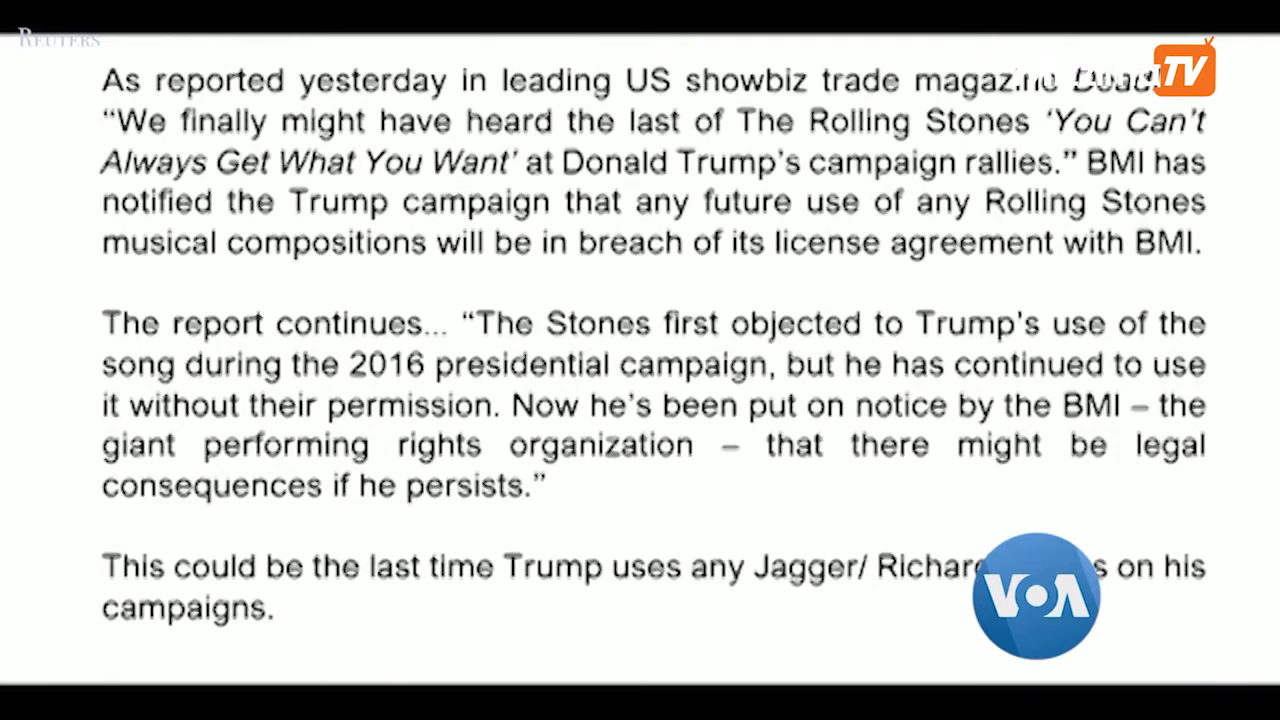 REUTERS
As reported yesterday in leading US showbiz trade magazine
TV
“We finally might have heard the last of The Rolling Stones ‘You Can’t
Always Get What You Want’ at Donald Trump’s campaign rallies.” BMI has
notified the Trump campaign that any future use of any Rolling Stones
musical compositions will be in breach of its license agreement with BMI.
The report continues... “The Stones first objected to Trump’s use of the
song during the 2016 presidential campaign, but he has continued to use
it without their permission. Now he’s been put on notice by the BMI – the
giant performing rights organization – that there might be legal
consequences if he persists.”
This could be the last time Trump uses any Jagger/ on his
VOA
campaigns.